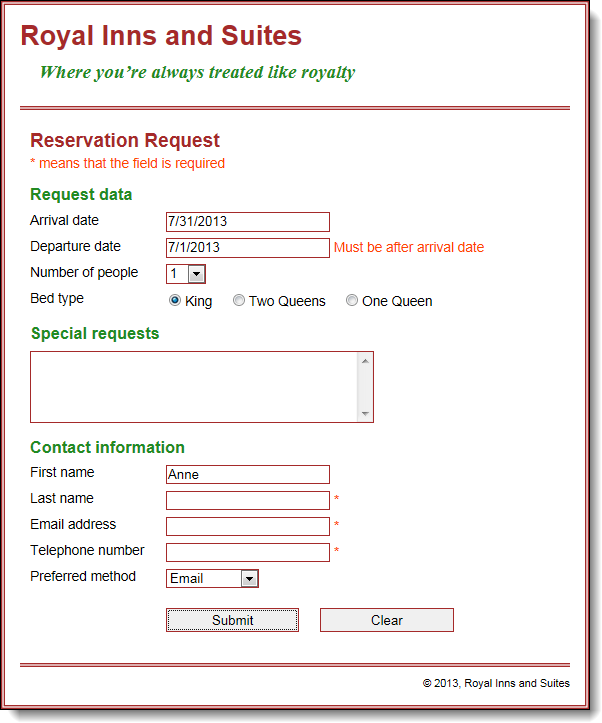 Royal Inns and Suites
Where you’re always treated like royalty
Reservation Request
* means that the field is required
Request data
Arrival date 7/31/2013
Departure date 7/1/2013 Must be after arrival date
Number of people 1
Bed type King Two Queens One Queen
Special requests
Contact information
First name Anne
Last name *
Email address *
Telephone number *
Preferred method Email
Submit Clear
© 2013, Royal Inns and Suites